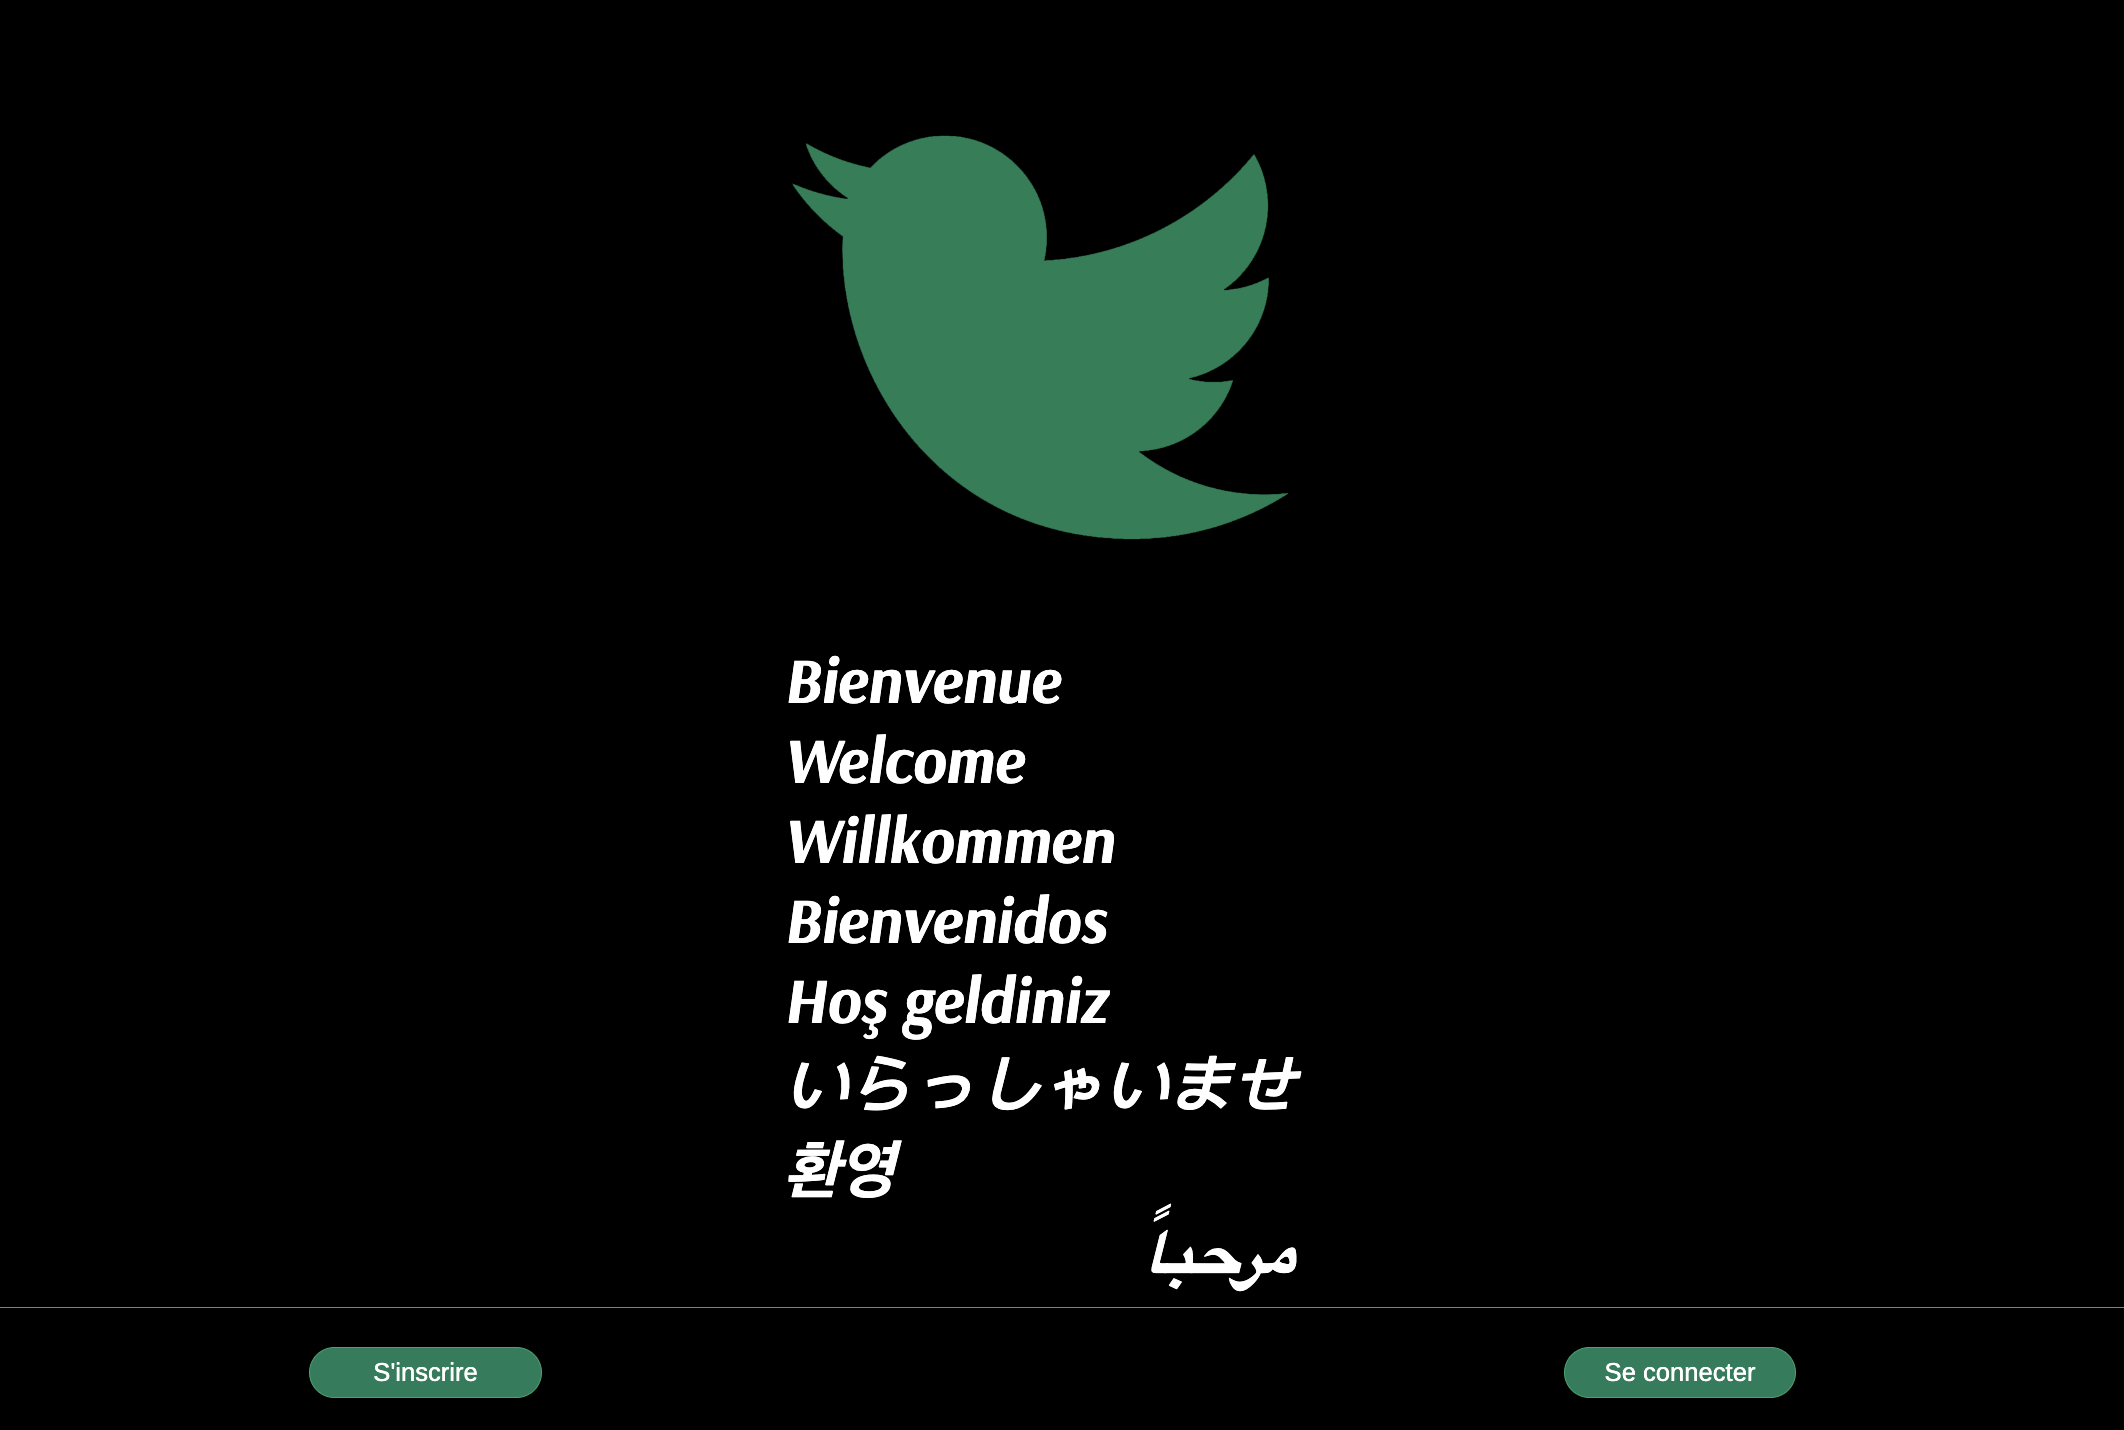 Bienvenue
Welcome
Willkommen
Bienvenidos
Hoş geldiniz
いらっしゃいませ
환영
مرحباً
S'inscrire
Se connecter